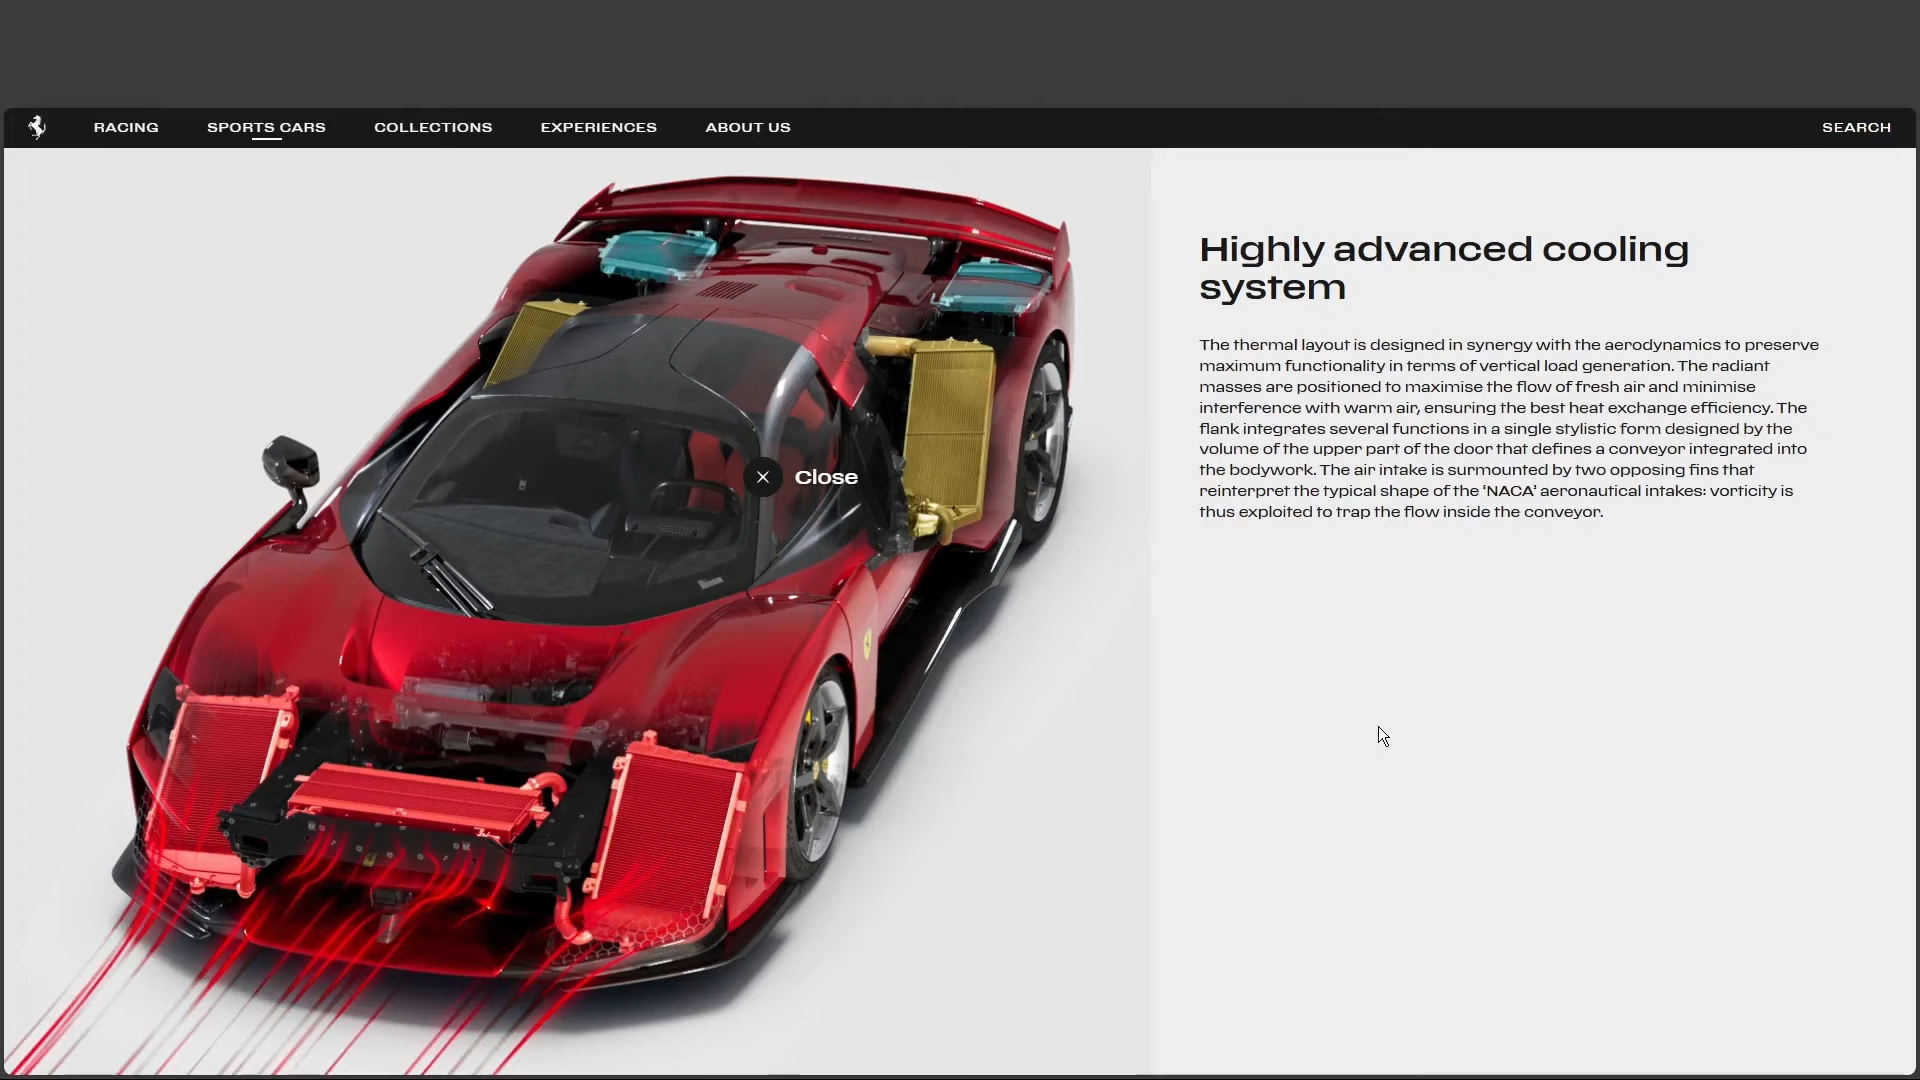 RACING
SPORTS CARS
COLLECTIONS
EXPERIENCES
ABOUT US
SEARCH
Close
Highly advanced cooling
system
The thermal layout is designed in synergy with the aerodynamics to preserve
maximum functionality in terms of vertical load generation. The radiant
masses are positioned to maximise the flow of fresh air and minimise
interference with warm air, ensuring the best heat exchange efficiency. The
flank integrates several functions in a single stylistic form designed by the
volume of the upper part of the door that defines a conveyor integrated into
the bodywork. The air intake is surmounted by two opposing fins that
reinterpret the typical shape of the ‘NACA’ aeronautical intakes: vorticity is
thus exploited to trap the flow inside the conveyor.